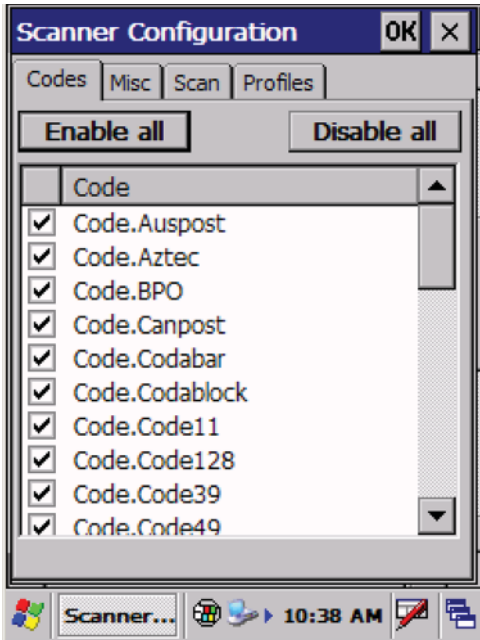 Scanner Configuration OK ×
Codes Misc Scan Profiles
Enable all Disable all
Code
Code.Auspost
Code.Aztec
Code.BPO
Code.Canpost
Code.Codabar
Code.Codablock
Code.Code11
Code.Code128
Code.Code39
Code.Code49
Scanner... 10:38 AM